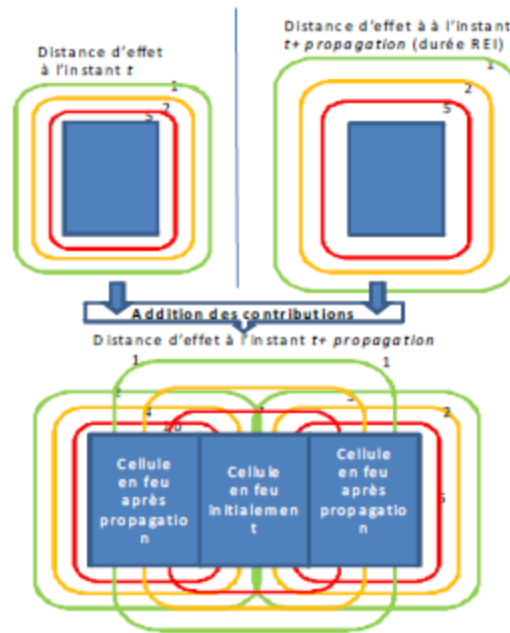 Distance d'effet
à l'instant t
Distance d'effet à à l'instant
t+ propagation (durée REI)
1
2
5
1
2
5
Addition des contributions
Distance d'effet à l'instant t+ propagation
1
1
2
4
10
2
5
Cellule
en feu
après
propagatio
n
Cellule
en feu
initialemen
t
Cellule
en feu
après
propagatio
n